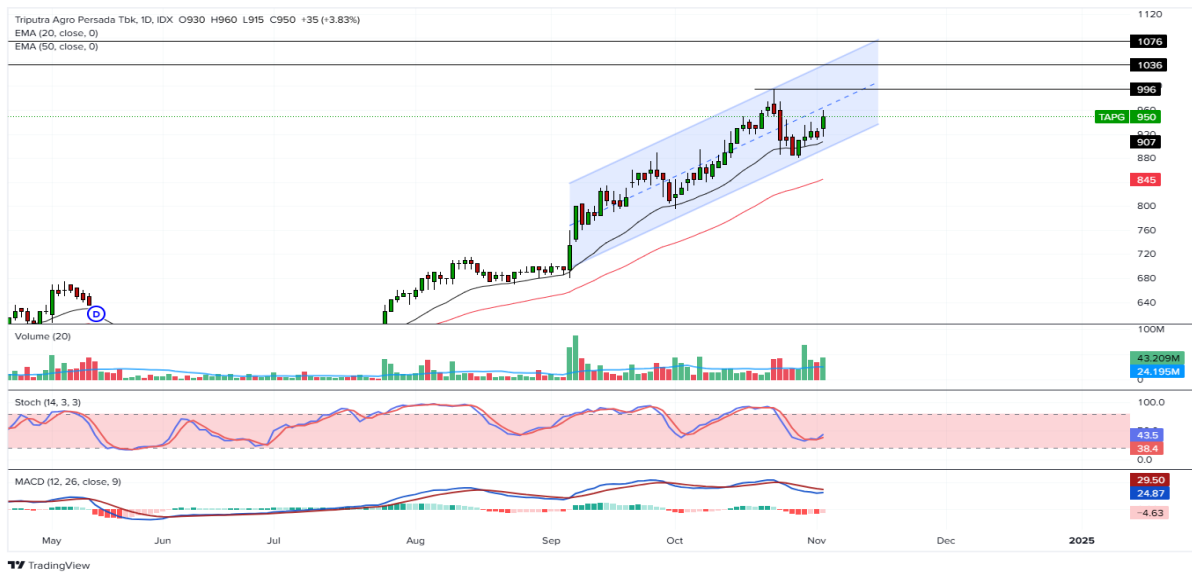 Triputra Agro Persada Tbk, 1D, IDX O930 H960 L915 C950 +35 (+3.83%)
EMA (20, close, 0)
EMA (50, close, 0)
1120
1076
1036
996
TAPG 950
907
880
845
800
760
720
680
640
D
Volume (20)
100M
43.209M
24.195M
0
Stoch (14, 3, 3)
100.0
43.5
38.4
0.0
MACD (12, 26, close, 9)
29.50
24.87
−4.63
May Jun Jul Aug Sep Oct Nov Dec 2025
TradingView